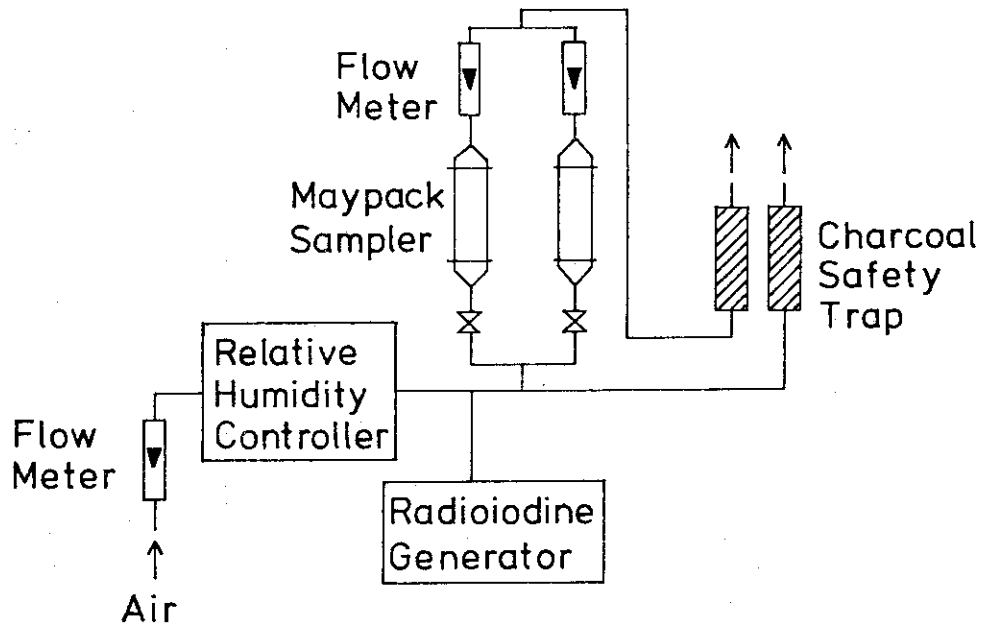 Flow
Meter
Maypack
Sampler
Charcoal
Safety
Trap
Relative
Humidity
Controller
Flow
Meter
Radioiodine
Generator
Air